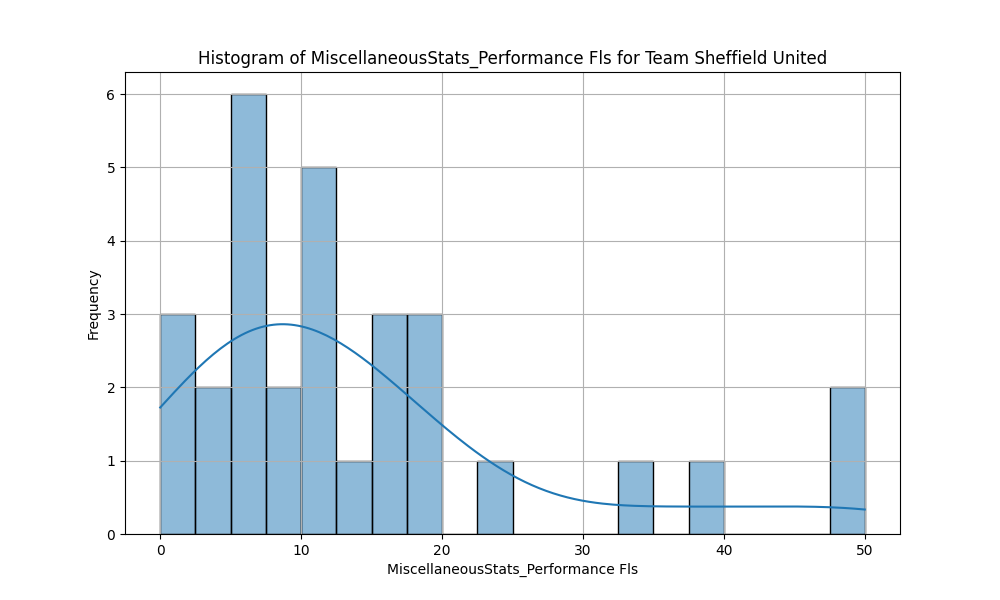 Histogram of MiscellaneousStats_Performance Fls for Team Sheffield United
6
5
4
3
2
1
0
Frequency
0 10 20 30 40 50
MiscellaneousStats_Performance Fls